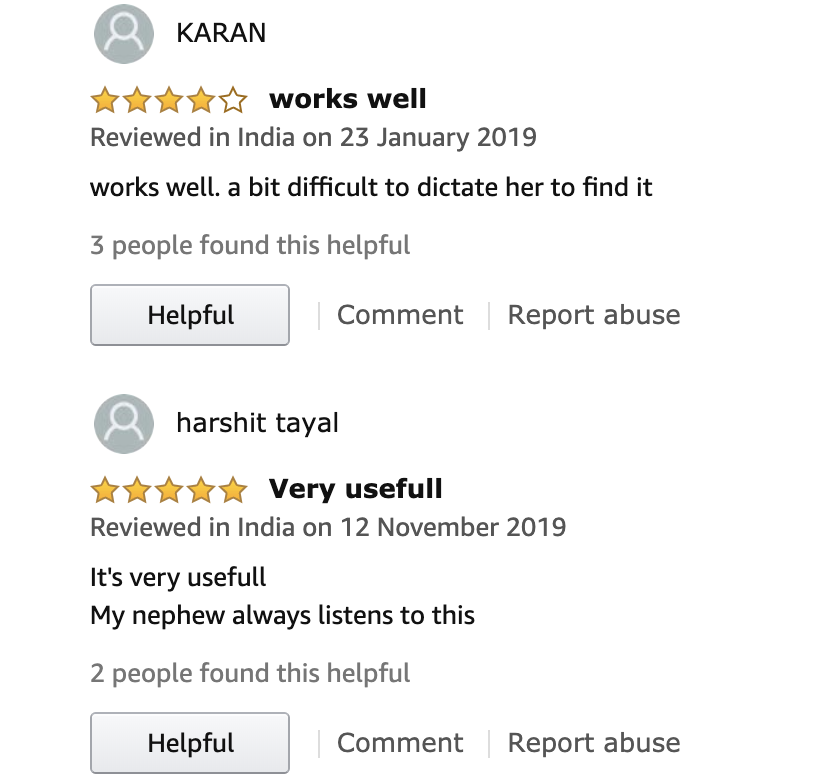 KARAN
works well
Reviewed in India on 23 January 2019
works well. a bit difficult to dictate her to find it
3 people found this helpful
Helpful
Comment
Report abuse
harshit tayal
Very usefull
Reviewed in India on 12 November 2019
It's very usefull
My nephew always listens to this
2 people found this helpful
Helpful
Comment
Report abuse